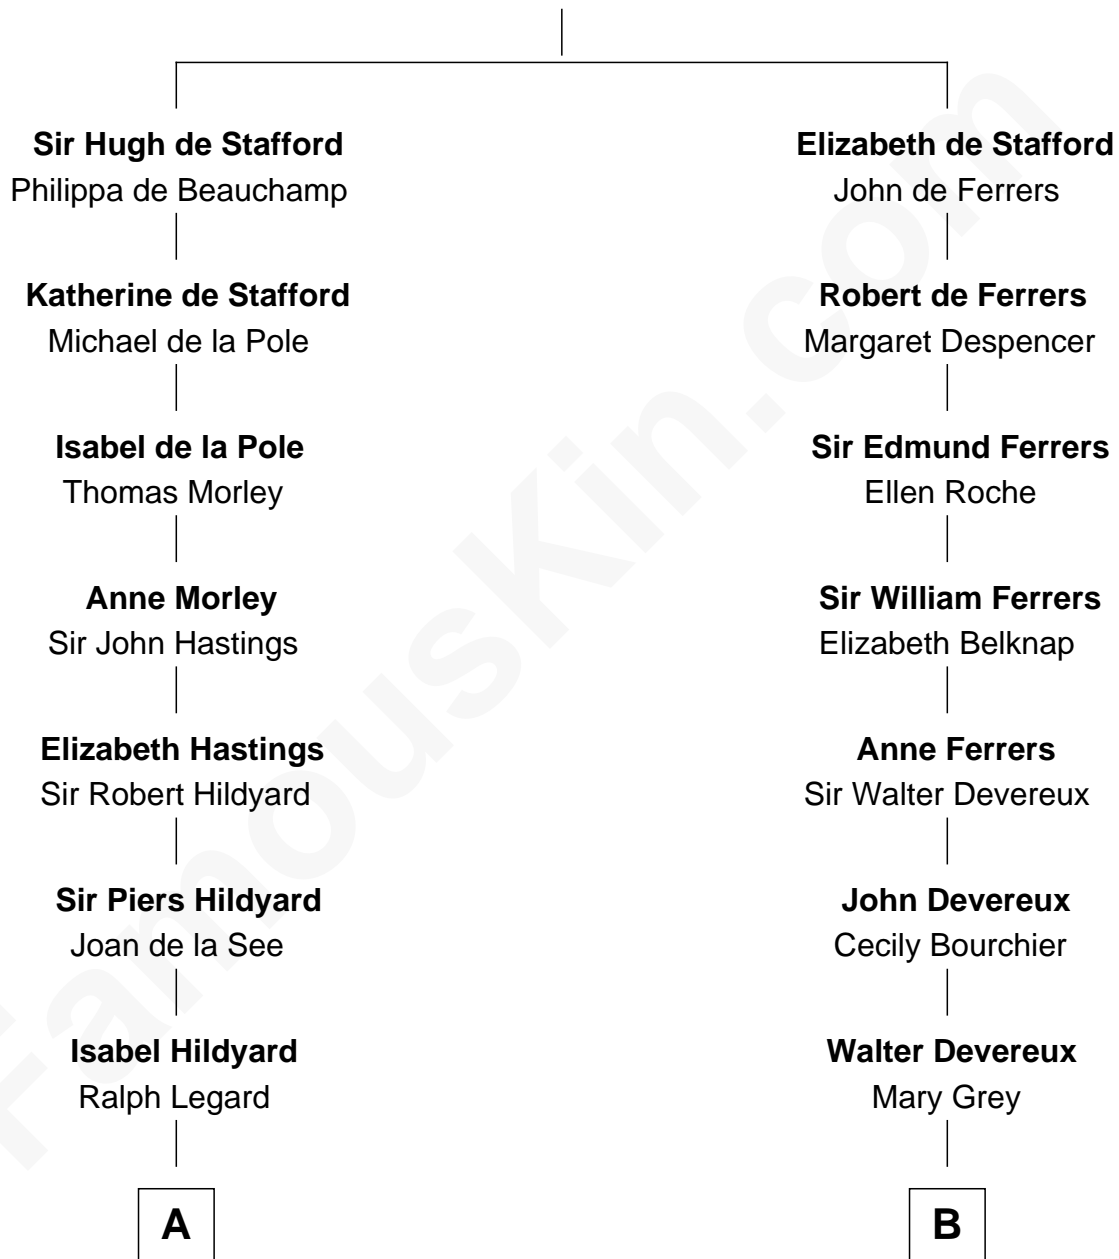 Sir Hugh de Stafford
Philippa de Beauchamp
Katherine de Stafford
Michael de la Pole
Isabel de la Pole
Thomas Morley
Anne Morley
Sir John Hastings
Elizabeth Hastings
Sir Robert Hildyard
Sir Piers Hildyard
Joan de la See
Isabel Hildyard
Ralph Legard
A
Elizabeth de Stafford
John de Ferrers
Robert de Ferrers
Margaret Despencer
Sir Edmund Ferrers
Ellen Roche
Sir William Ferrers
Elizabeth Belknap
Anne Ferrers
Sir Walter Devereux
John Devereux
Cecily Bourchier
Walter Devereux
Mary Grey
B
FamousKin.com